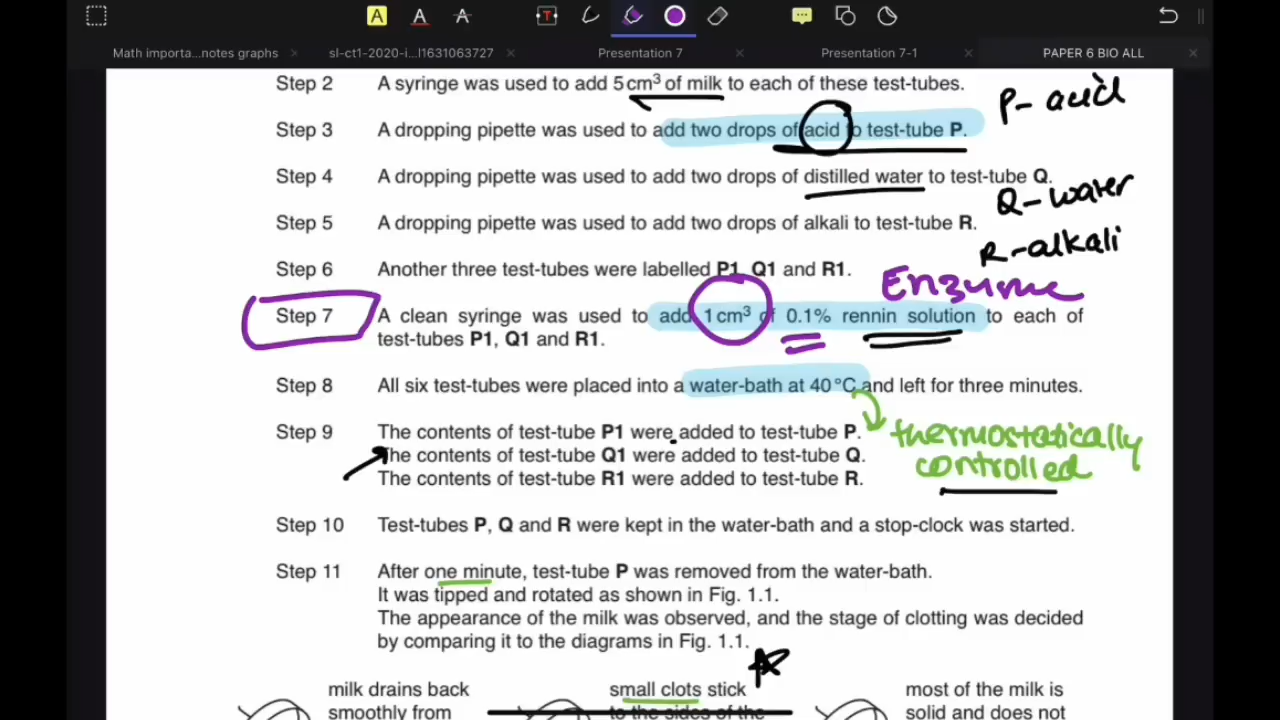 A A A T
Math importa...notes graphs × sl-ct1-2020-i...l1631063727 × Presentation 7 × Presentation 7-1 × PAPER 6 BIO ALL ×
Step 2 A syringe was used to add 5 cm³ of milk to each of these test-tubes.
P- acid
Step 3 A dropping pipette was used to add two drops of acid to test-tube P.
Step 4 A dropping pipette was used to add two drops of distilled water to test-tube Q.
Q-water
Step 5 A dropping pipette was used to add two drops of alkali to test-tube R.
R-alkali
Step 6 Another three test-tubes were labelled P1, Q1 and R1.
Enzyme
Step 7 A clean syringe was used to add 1 cm³ of 0.1% rennin solution to each of
test-tubes P1, Q1 and R1.
Step 8 All six test-tubes were placed into a water-bath at 40 °C and left for three minutes.
Step 9 The contents of test-tube P1 were added to test-tube P.
thermostatically
The contents of test-tube Q1 were added to test-tube Q.
controlled
The contents of test-tube R1 were added to test-tube R.
Step 10 Test-tubes P, Q and R were kept in the water-bath and a stop-clock was started.
Step 11 After one minute, test-tube P was removed from the water-bath.
It was tipped and rotated as shown in Fig. 1.1.
The appearance of the milk was observed, and the stage of clotting was decided
by comparing it to the diagrams in Fig. 1.1.
milk drains back small clots stick most of the milk is
smoothly from to the sides of the solid and does not